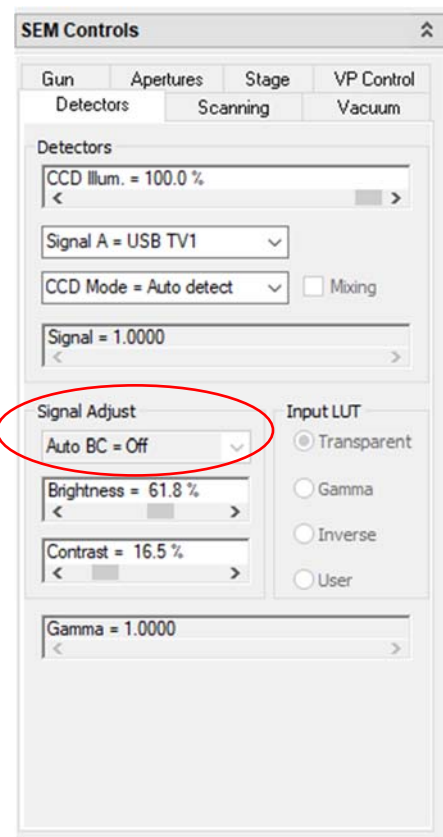 SEM Controls
Gun Apertures Stage VP Control
Detectors Scanning Vacuum
Detectors
CCD Illum. = 100.0 %
Signal A = USB TV1
CCD Mode = Auto detect Mixing
Signal = 1.0000
Signal Adjust Input LUT
Auto BC = Off Transparent
Brightness = 61.8 % Gamma
Inverse
Contrast = 16.5 %
User
Gamma = 1.0000